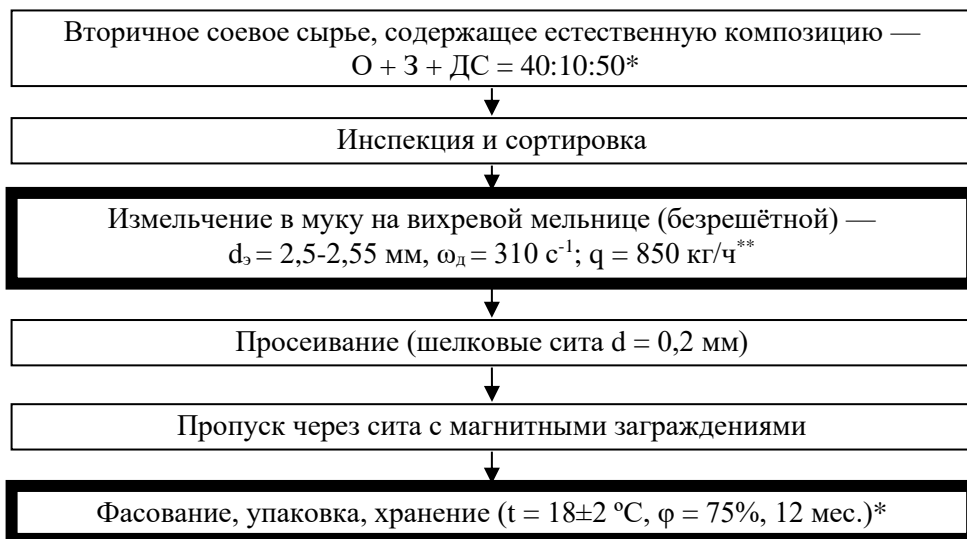 Вторичное соевое сырье, содержащее естественную композицию —
О + З + ДС = 40:10:50*
Инспекция и сортировка
Измельчение в муку на вихревой мельнице (безрешётной) —
dэ = 2,5-2,55 мм, ωд = 310 с-1; q = 850 кг/ч**
Просеивание (шелковые сита d = 0,2 мм)
Пропуск через сита с магнитными заграждениями
Фасование, упаковка, хранение (t = 18±2 ºC, φ = 75%, 12 мес.)*